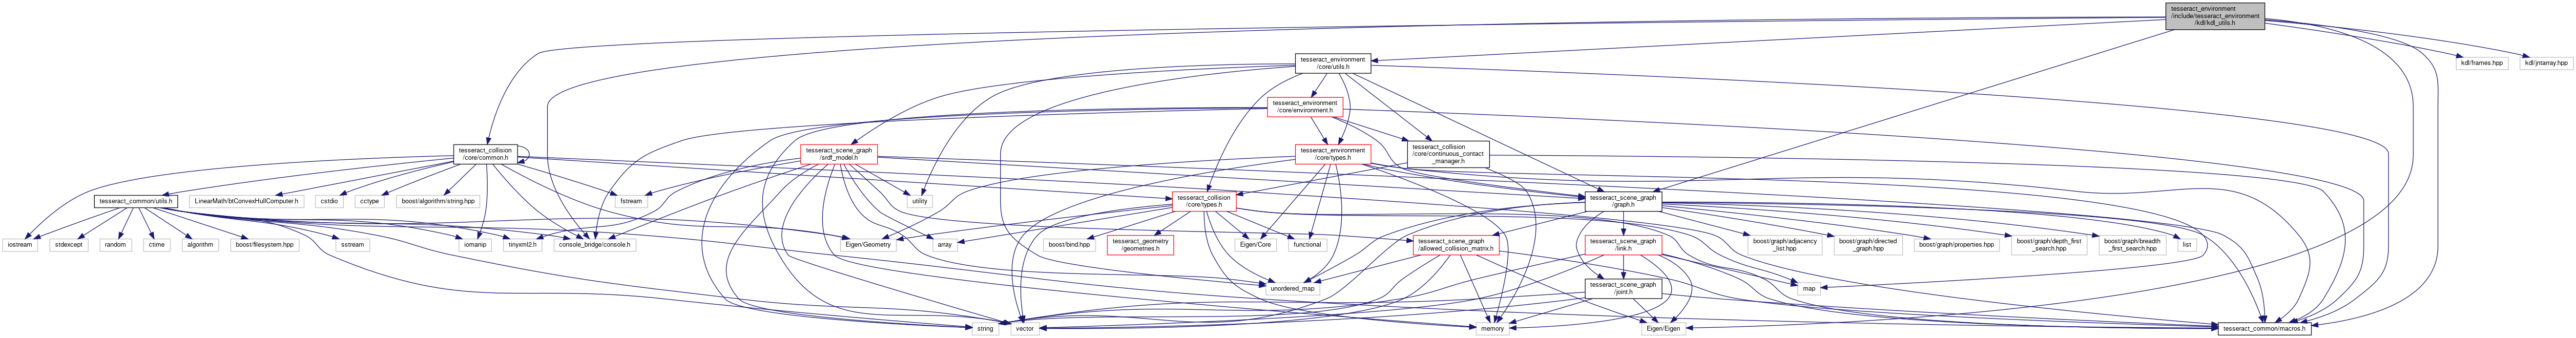 tesseract_environment
/include/tesseract_environment
/kdl/kdl_utils.h
tesseract_environment
/core/utils.h
kdl/frames.hpp
kdl/jntarray.hpp
tesseract_environment
/core/environment.h
tesseract_collision
/core/common.h
tesseract_scene_graph
/srdf_model.h
tesseract_environment
/core/types.h
tesseract_collision
/core/continuous_contact
_manager.h
tesseract_common/utils.h
LinearMath/btConvexHullComputer.h
cstdio
cctype
boost/algorithm/string.hpp
fstream
utility
tesseract_collision
/core/types.h
tesseract_scene_graph
/graph.h
iostream
stdexcept
random
ctime
algorithm
boost/filesystem.hpp
sstream
iomanip
tinyxml2.h
console_bridge/console.h
Eigen/Geometry
array
boost/bind.hpp
tesseract_geometry
/geometries.h
Eigen/Core
functional
tesseract_scene_graph
/allowed_collision_matrix.h
tesseract_scene_graph
/link.h
boost/graph/adjacency
_list.hpp
boost/graph/directed
_graph.hpp
boost/graph/properties.hpp
boost/graph/depth_first
_search.hpp
boost/graph/breadth
_first_search.hpp
list
unordered_map
tesseract_scene_graph
/joint.h
map
string
vector
memory
Eigen/Eigen
tesseract_common/macros.h